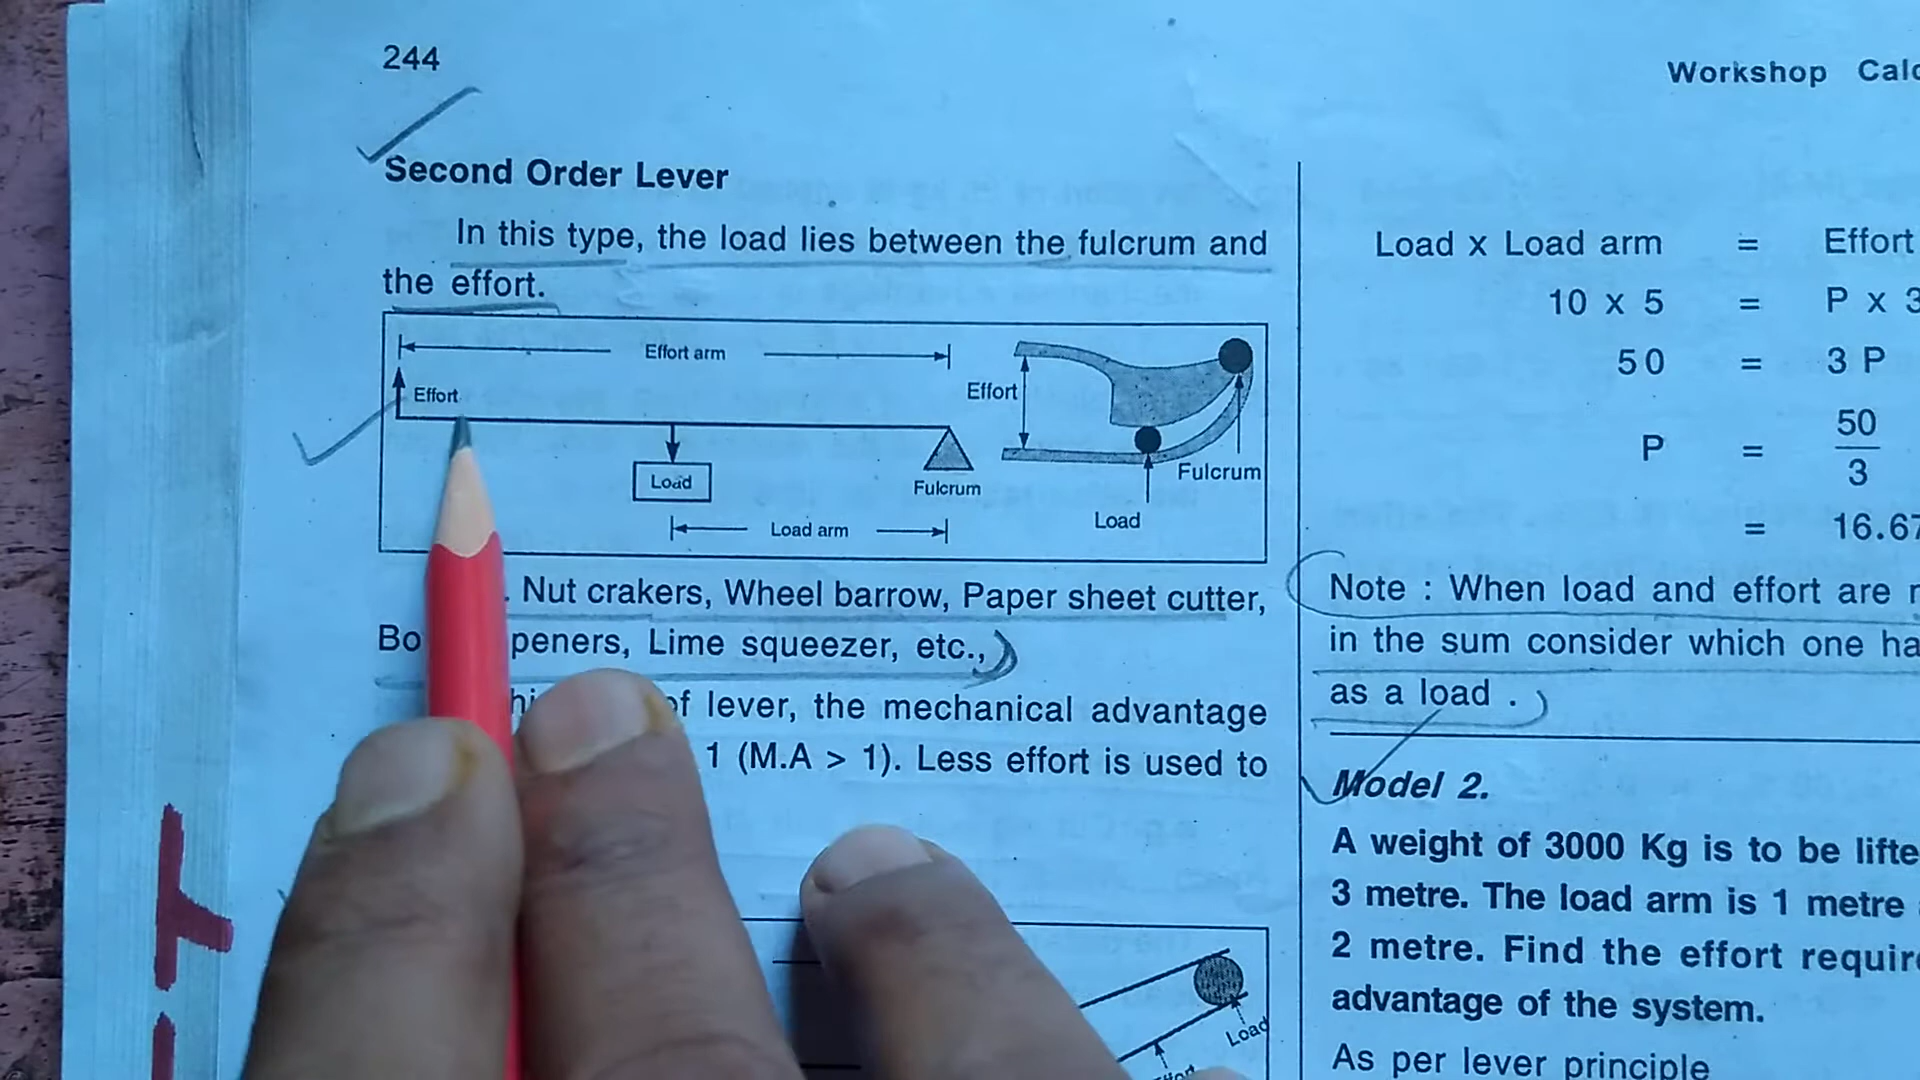 244
Workshop
Second Order Lever
In this type, the load lies between the fulcrum and
the effort.
Effort arm
Effort
Load
Fulcrum
Load arm
Effort
Fulcrum
Load
Nut crakers, Wheel barrow, Paper sheet cutter,
Lime squeezer, etc.,
of lever, the mechanical advantage
1 (M.A > 1). Less effort is used to
Load
Load x Load arm = Effort
10 x 5 = P x 3
50 = 3 P
P = 50
3
= 16.67
Note : When load and effort are
in the sum consider which one
as a load .
Model 2.
A weight of 3000 Kg is to be
3 metre. The load arm is 1 metre
2 metre. Find the effort
advantage of the system.
As per lever principle